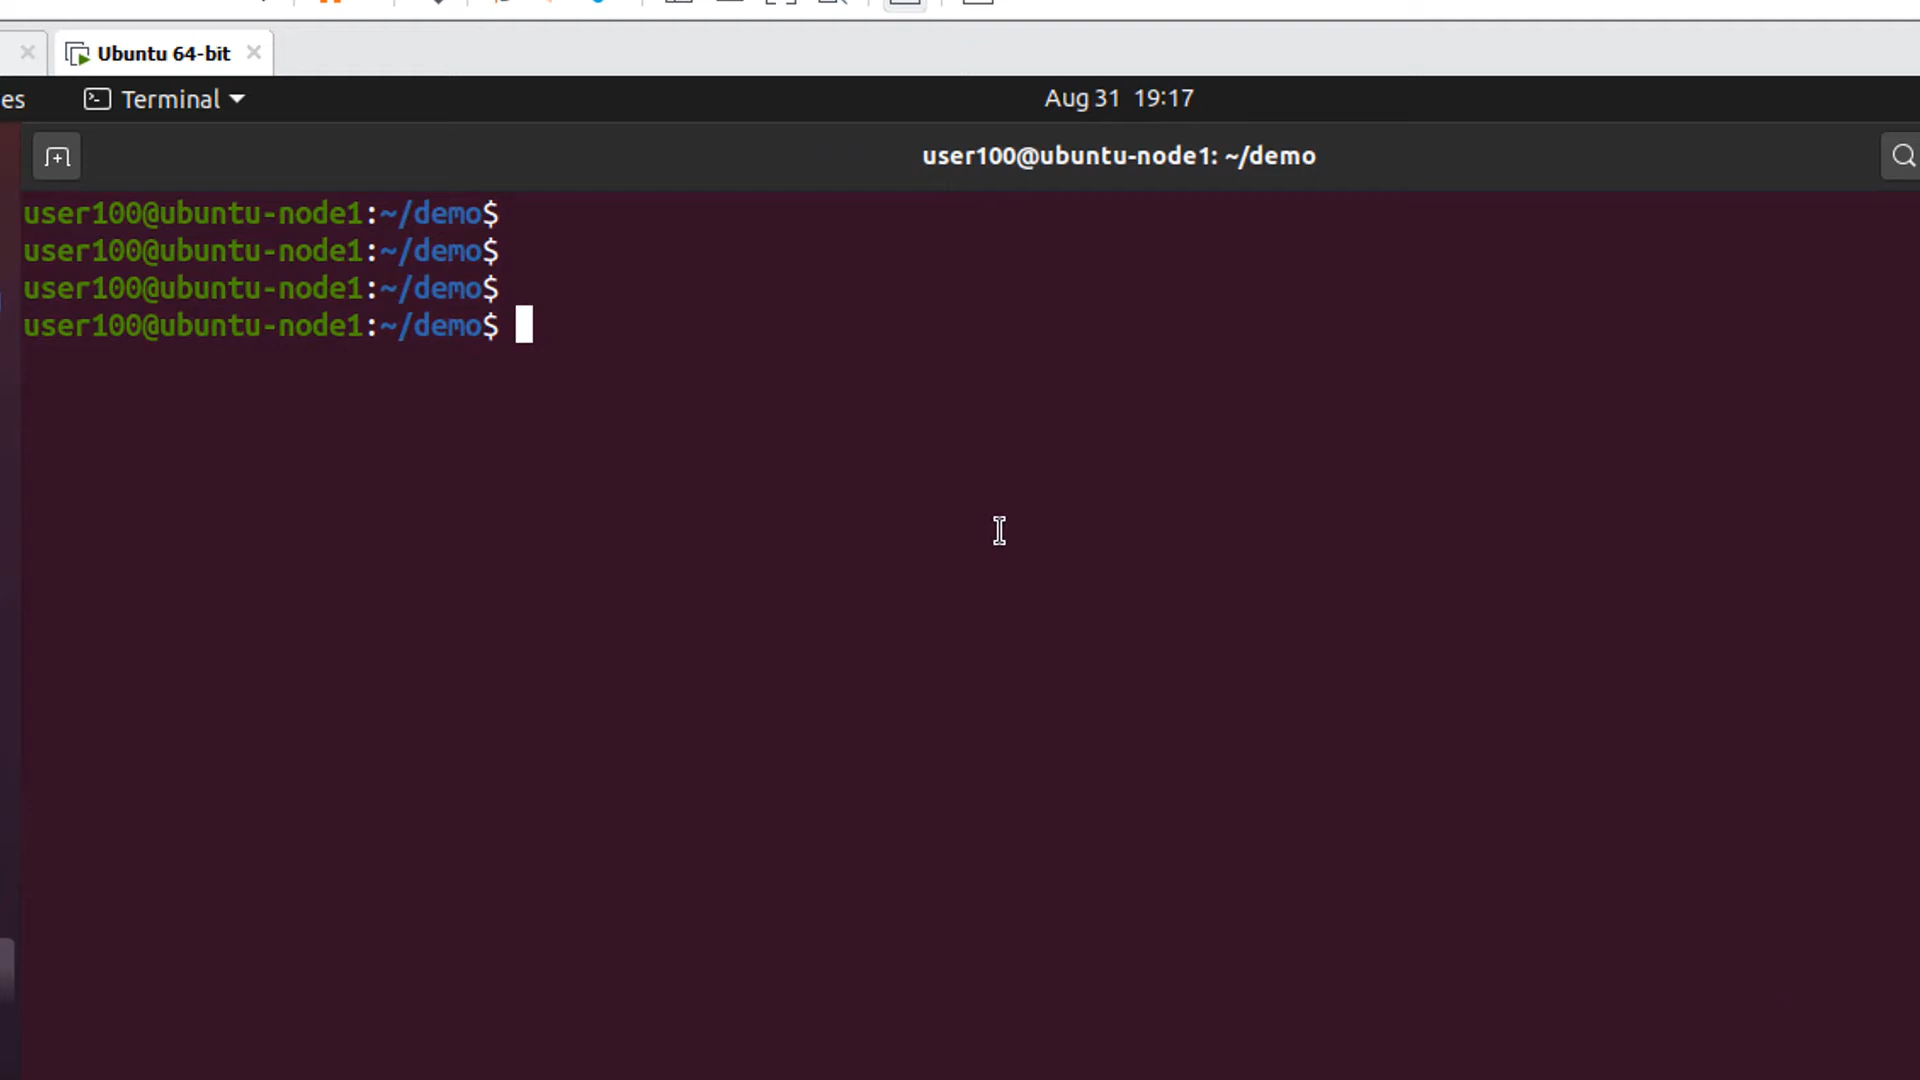 Ubuntu 64-bit
es
Terminal
Aug 31 19:17
user100@ubuntu-node1: ~/demo
user100@ubuntu-node1:~/demo$
user100@ubuntu-node1:~/demo$
user100@ubuntu-node1:~/demo$
user100@ubuntu-node1:~/demo$